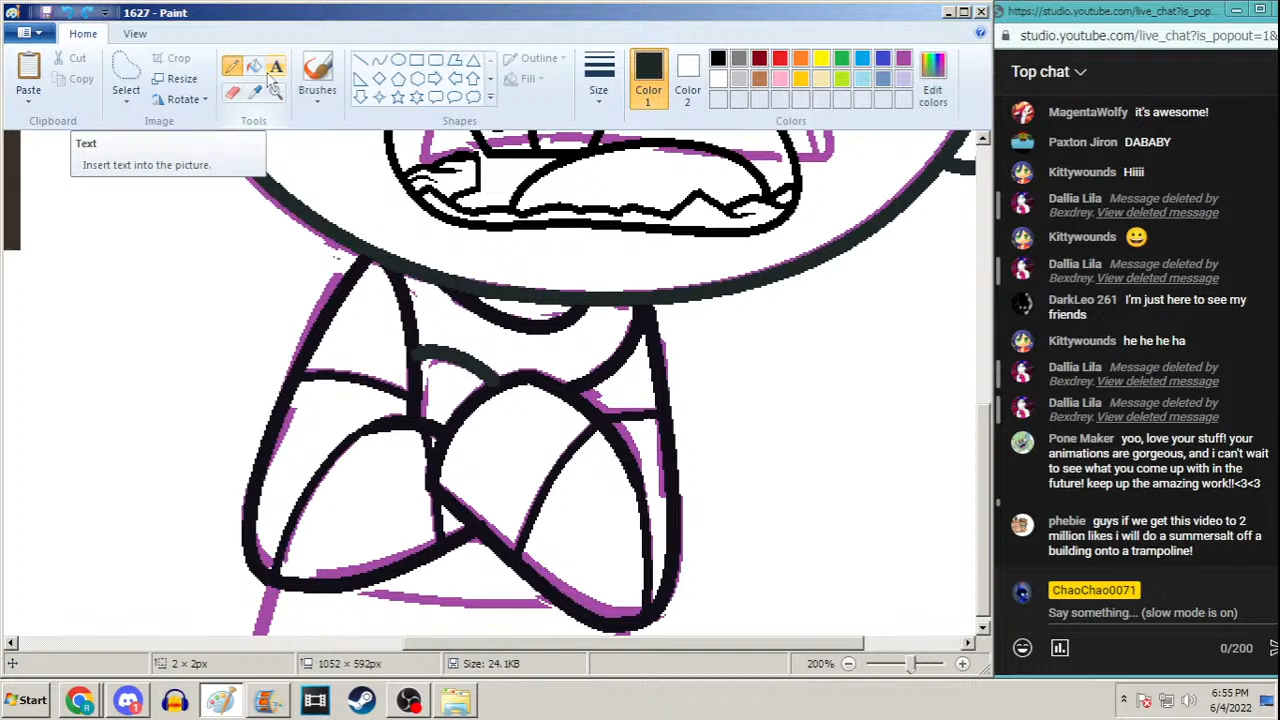 1627 - Paint
https://studio.youtube.com/live_chat?is_pop...
Home
View
studio.youtube.com/live_chat?is_popout=1&
Paste
Cut
Copy
Clipboard
Select
Crop
Resize
Rotate
Image
A
Tools
Brushes
Shapes
Outline
Fill
Size
Color
1
Color
2
Edit
colors
Colors
Text
Insert text into the picture.
Top chat
MagentaWolfy it's awesome!
Paxton Jiron DABABY
Kittywounds Hiiii
Dallia Lila Message deleted by
Bexdrey. View deleted message
Kittywounds 😀
Dallia Lila Message deleted by
Bexdrey. View deleted message
DarkLeo 261 I'm just here to see my
friends
Kittywounds he he he ha
Dallia Lila Message deleted by
Bexdrey. View deleted message
Dallia Lila Message deleted by
Bexdrey. View deleted message
Pone Maker yoo, love your stuff! your
animations are gorgeous, and i can't wait
to see what you come up with in the
future! keep up the amazing work!!<3<3
phebie guys if we get this video to 2
million likes i will do a summersalt off a
building onto a trampoline!
ChaoChao0071
Say something... (slow mode is on)
0/200
2 × 2px
1052 × 592px
Size: 24.1KB
200%
Start
6:55 PM
6/4/2022